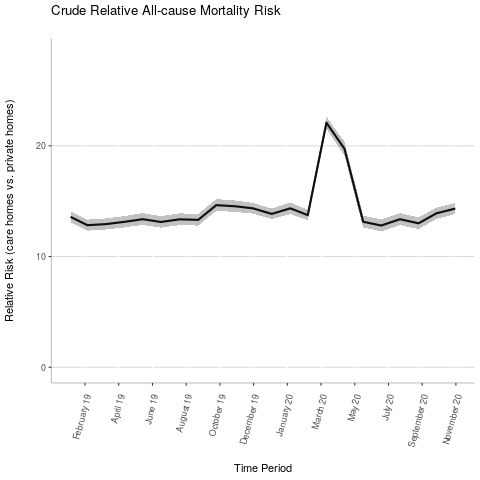 Crude Relative All-cause Mortality Risk
Relative Risk (care homes vs. private homes)
20
10
0
February 19
April 19
June 19
August 19
October 19
December 19
January 20
March 20
May 20
July 20
September 20
November 20
Time Period